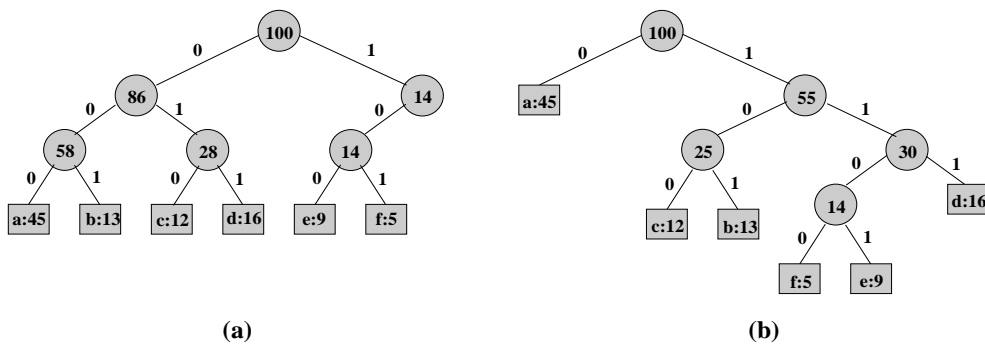 100
0 1
86 14
0 1 0
58 28 14
0 1 0 1 0 1
a:45 b:13 c:12 d:16 e:9 f:5
(a)
100
0 1
a:45 55
0 1
25 30
0 1 0 1
c:12 b:13 14 d:16
0 1
f:5 e:9
(b)